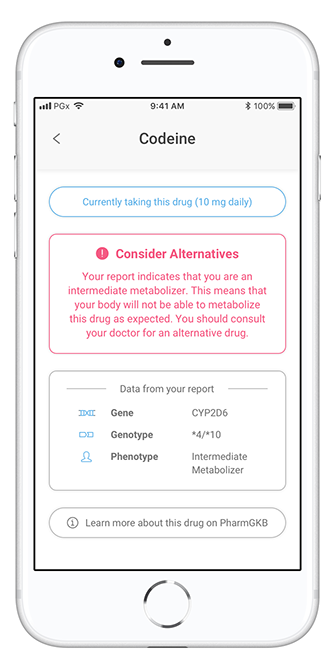 PGx 9:41 AM 100%
Codeine
Currently taking this drug (10 mg daily)
Consider Alternatives
Your report indicates that you are an
intermediate metabolizer. This means that
your body will not be able to metabolize
this drug as expected. You should consult
your doctor for an alternative drug.
Data from your report
Gene CYP2D6
Genotype *4/*10
Phenotype Intermediate
Metabolizer
Learn more about this drug on PharmGKB